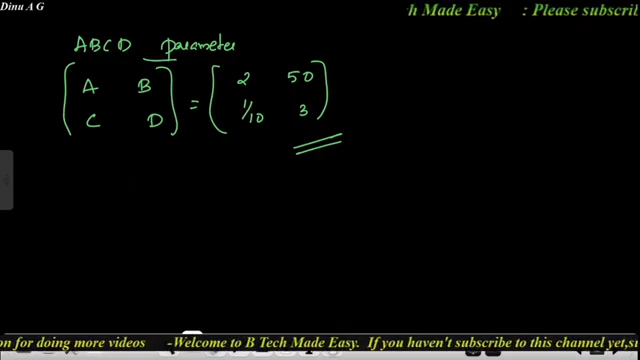 Dinu A G
h Made Easy : Please subscrib
ABCD parameter
A B = 2 50
C D 1/10 3
on for doing more videos -Welcome to B Tech Made Easy. If you haven't subscribe to this channel yet,s